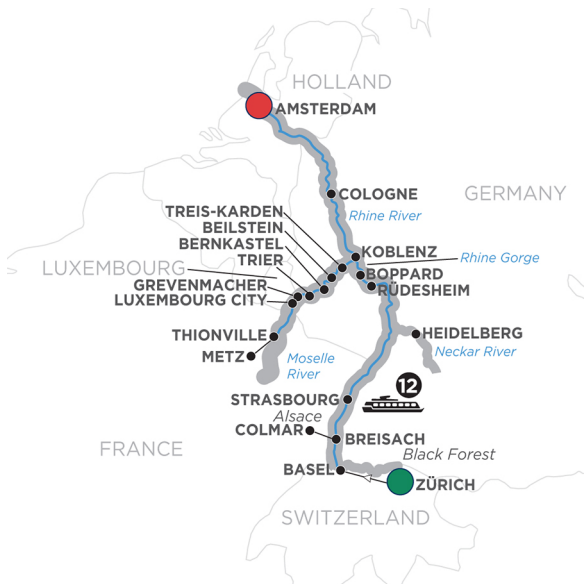 HOLLAND
AMSTERDAM
COLOGNE
GERMANY
TREIS-KARDEN
Rhine River
BEILSTEIN
BERNKASTEL
KOBLENZ
TRIER
Rhine Gorge
LUXEMBOURG
BOPPARD
GREVENMACHER
RÜDESHEIM
LUXEMBOURG CITY
THIONVILLE
HEIDELBERG
METZ
Moselle
River
Neckar River
12
STRASBOURG
Alsace
COLMAR
BREISACH
FRANCE
Black Forest
BASEL
ZÜRICH
SWITZERLAND